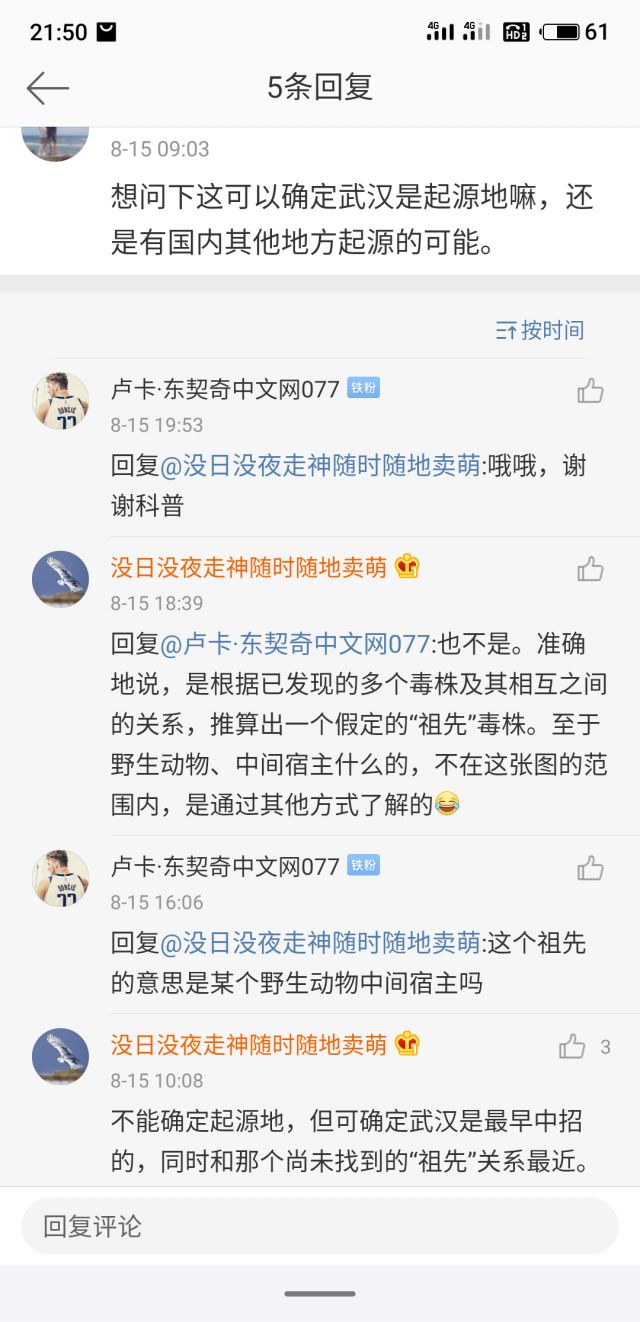 21:50
4G 4G HD 1 2 61
5条回复
8-15 09:03
想问下这可以确定武汉是起源地嘛，还
是有国内其他地方起源的可能。
按时间
卢卡·东契奇中文网077 铁粉
8-15 19:53
回复@没日没夜走神随时随地卖萌:哦哦，谢
谢科普
没日没夜走神随时随地卖萌
8-15 18:39
回复@卢卡·东契奇中文网077:也不是。准确
地说，是根据已发现的多个毒株及其相互之间
的关系，推算出一个假定的“祖先”毒株。至于
野生动物、中间宿主什么的，不在这张图的范
围内，是通过其他方式了解的😂
卢卡·东契奇中文网077 铁粉
8-15 16:06
回复@没日没夜走神随时随地卖萌:这个祖先
的意思是某个野生动物中间宿主吗
没日没夜走神随时随地卖萌
3
8-15 10:08
不能确定起源地，但可确定武汉是最早中招
的，同时和那个尚未找到的“祖先”关系最近。
回复评论